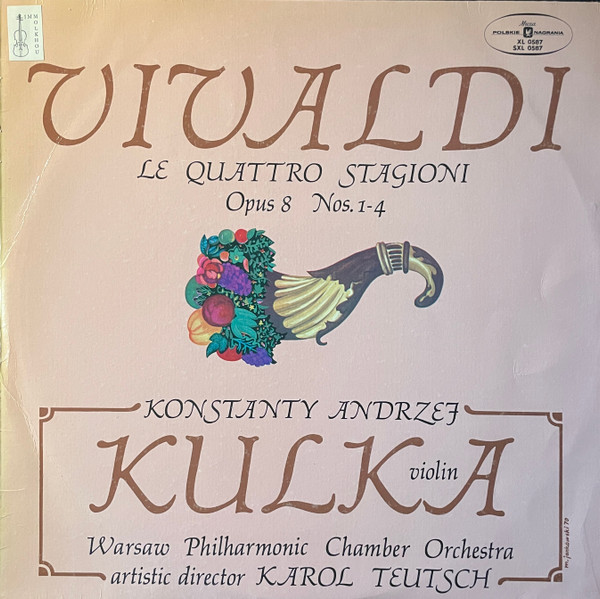 VIVALDI
LE QUATTRO STAGIONI
Opus 8 Nos. 1-4
KONSTANTY ANDRZEJ
KULKA
violin
Warsaw Philharmonic Chamber Orchestra
artistic director KAROL TEUTSCH
Muza
POLSKIE NAGRANIA
XL 0587
SXL 0587